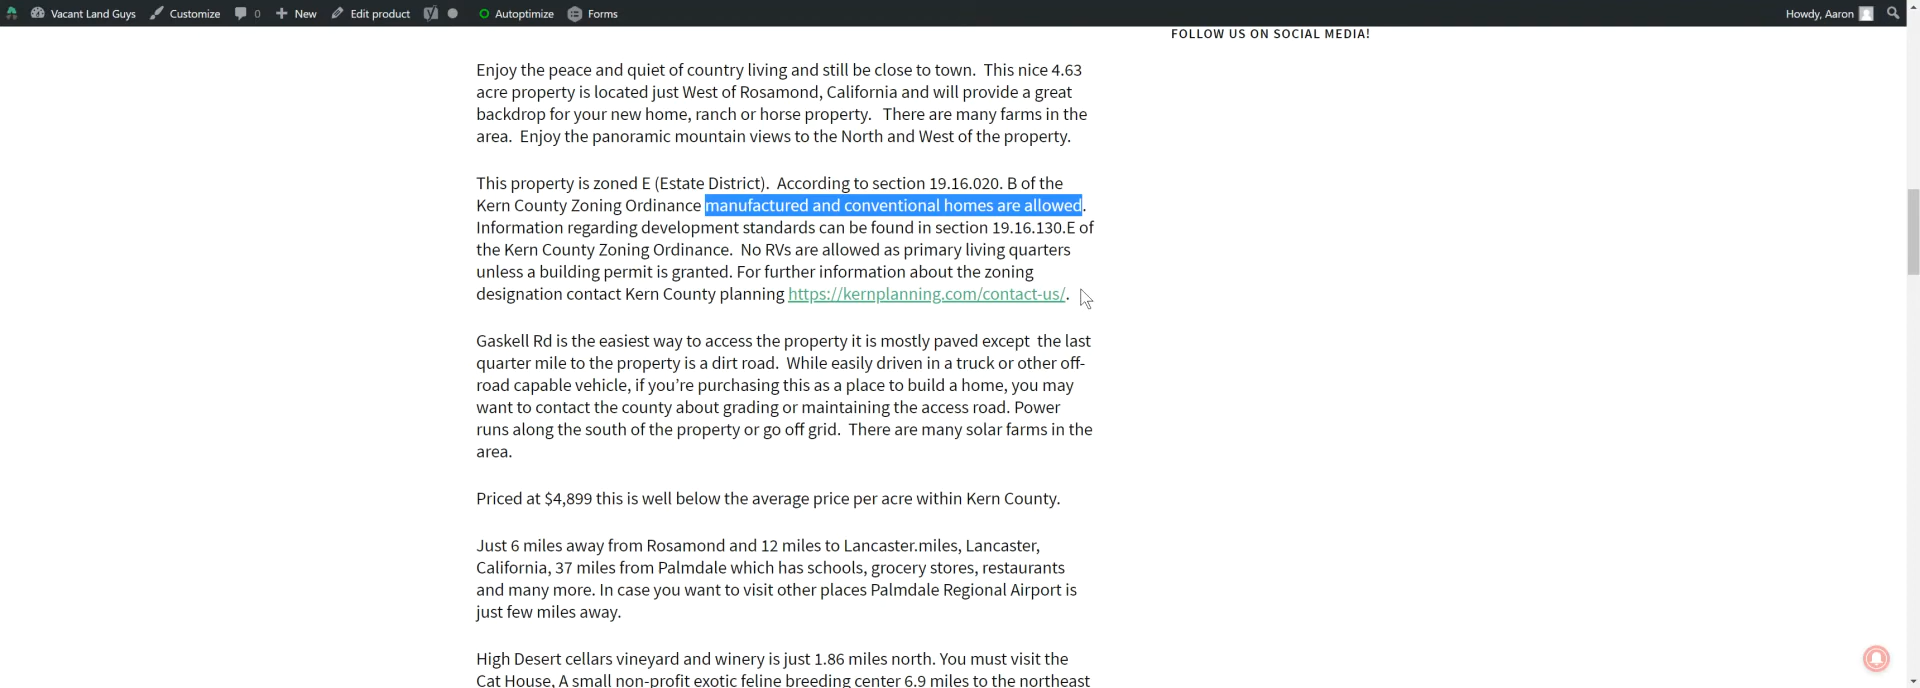 Vacant Land Guys Customize 0 New Edit product Autoptimize Forms Howdy, Aaron
FOLLOW US ON SOCIAL MEDIA!
Enjoy the peace and quiet of country living and still be close to town. This nice 4.63
acre property is located just West of Rosamond, California and will provide a great
backdrop for your new home, ranch or horse property. There are many farms in the
area. Enjoy the panoramic mountain views to the North and West of the property.
This property is zoned E (Estate District). According to section 19.16.020. B of the
Kern County Zoning Ordinance manufactured and conventional homes are allowed.
Information regarding development standards can be found in section 19.16.130.E of
the Kern County Zoning Ordinance. No RVs are allowed as primary living quarters
unless a building permit is granted. For further information about the zoning
designation contact Kern County planning https://kernplanning.com/contact-us/.
Gaskell Rd is the easiest way to access the property it is mostly paved except the last
quarter mile to the property is a dirt road. While easily driven in a truck or other off-
road capable vehicle, if you’re purchasing this as a place to build a home, you may
want to contact the county about grading or maintaining the access road. Power
runs along the south of the property or go off grid. There are many solar farms in the
area.
Priced at $4,899 this is well below the average price per acre within Kern County.
Just 6 miles away from Rosamond and 12 miles to Lancaster.miles, Lancaster,
California, 37 miles from Palmdale which has schools, grocery stores, restaurants
and many more. In case you want to visit other places Palmdale Regional Airport is
just few miles away.
High Desert cellars vineyard and winery is just 1.86 miles north. You must visit the
Cat House, A small non-profit exotic feline breeding center 6.9 miles to the northeast